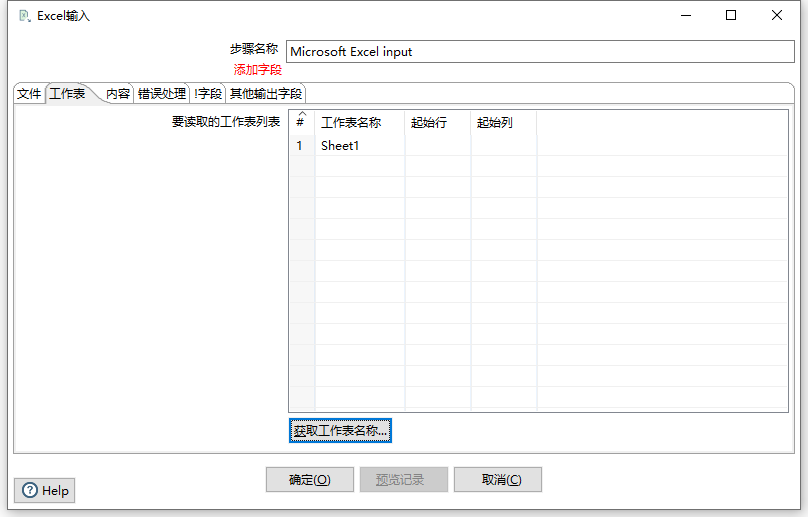 Excel输入
步骤名称 Microsoft Excel input
添加字段
文件 工作表 内容 错误处理 !字段 其他输出字段
要读取的工作表列表 # 工作表名称 起始行 起始列
1 Sheet1
获取工作表名称...
确定(O) 预览记录 取消(C)
Help